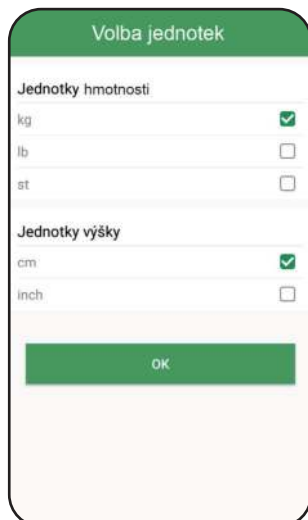 Volba jednotek
Jednotky hmotnosti
kg
lb
st
Jednotky výšky
cm
inch
OK